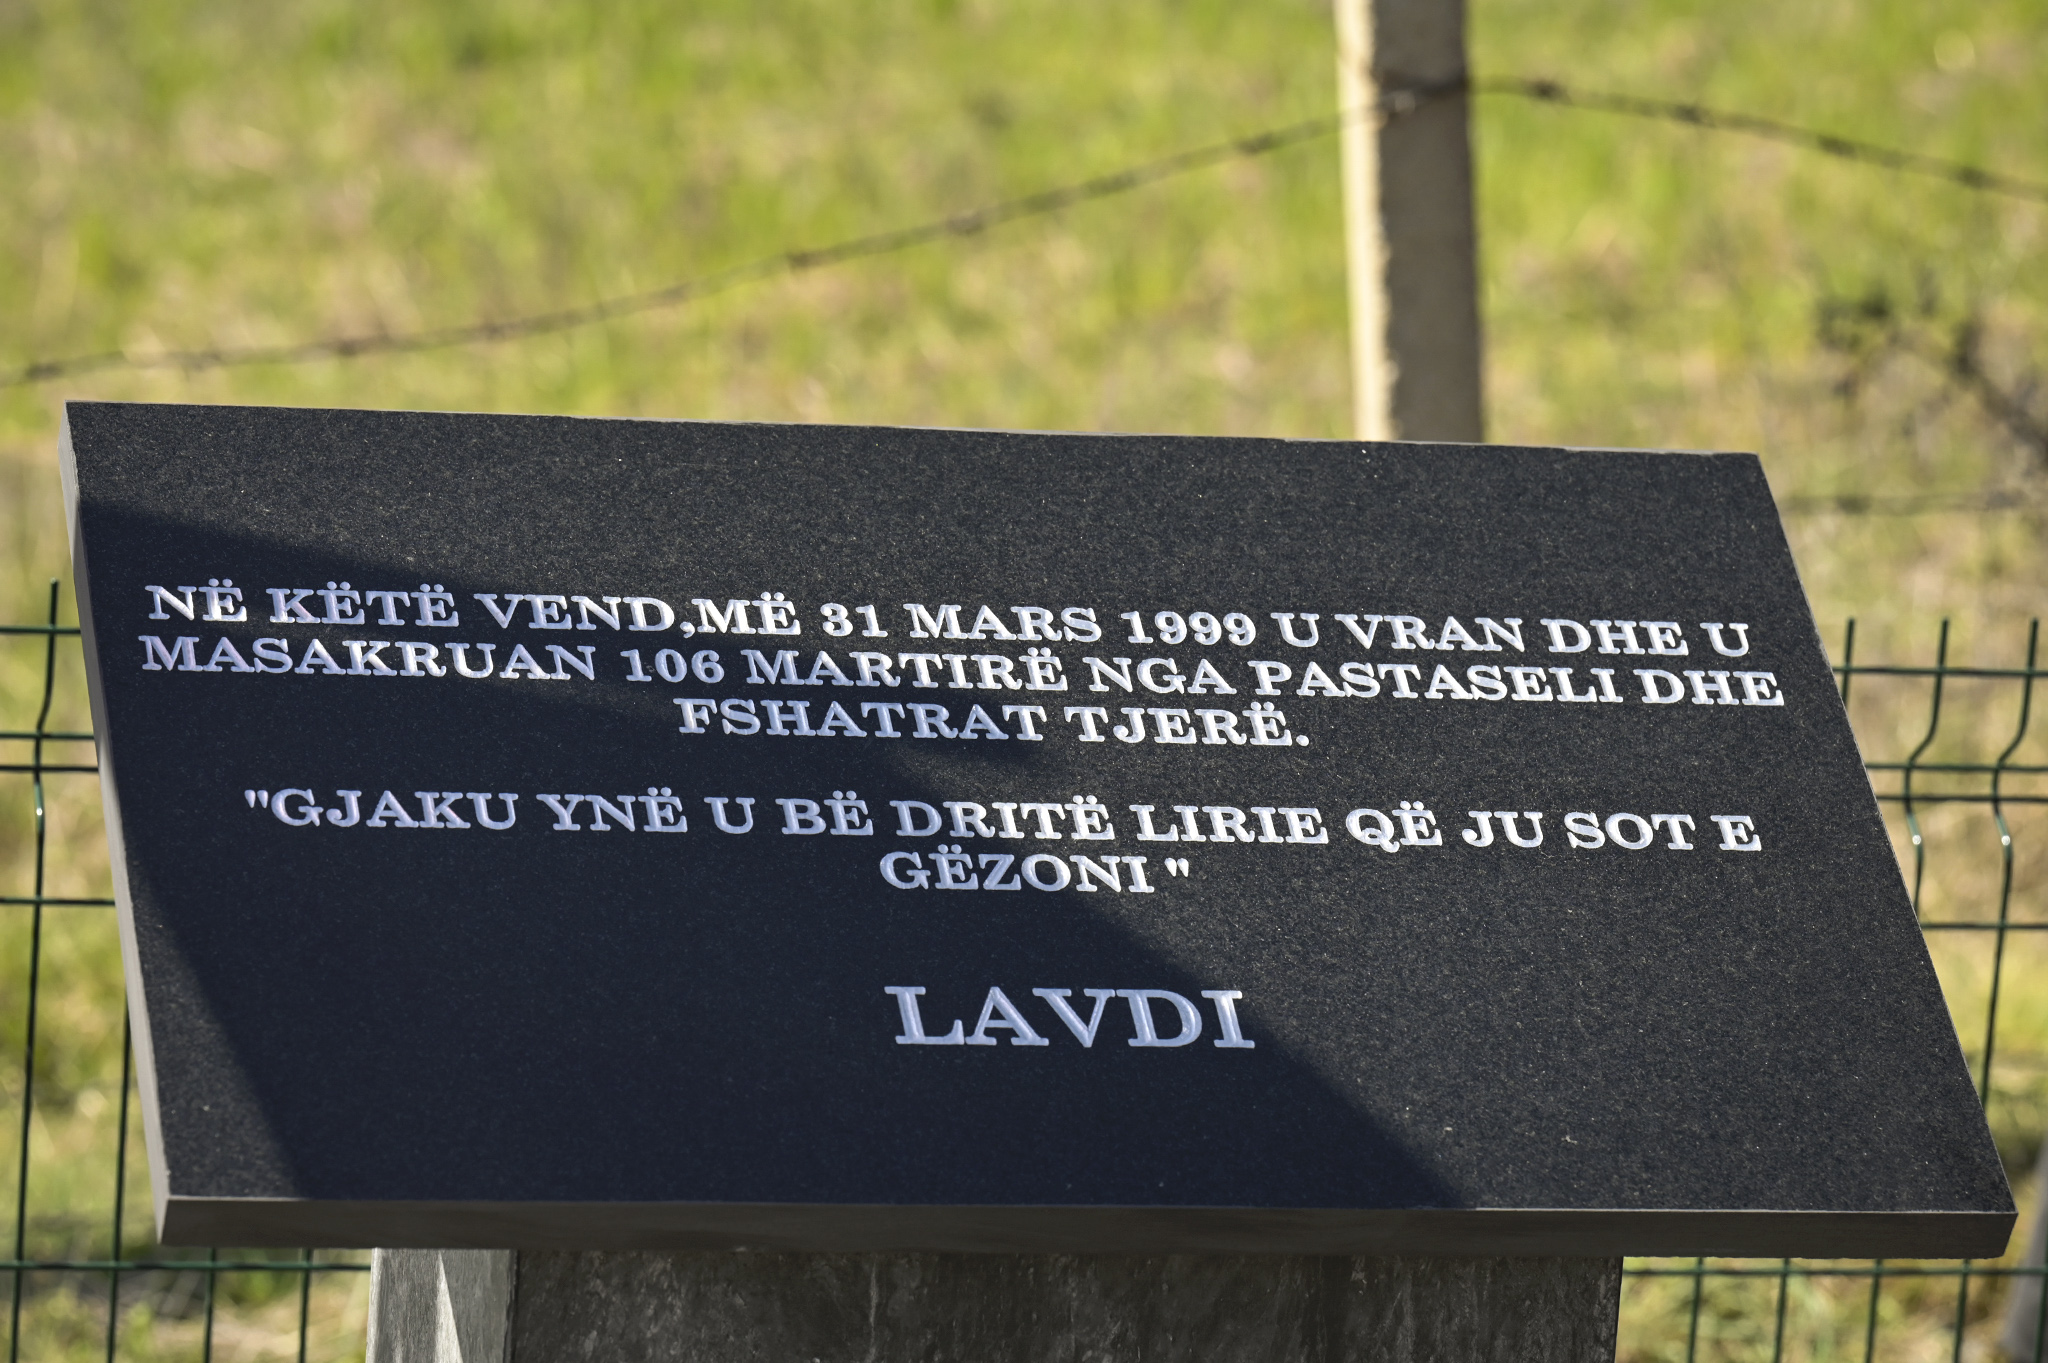 NË KËTË VEND,MË 31 MARS 1999 U VRAN DHE U
MASAKRUAN 106 MARTIRË NGA PASTASELI DHE
FSHATRAT TJERË.
"GJAKU YNË U BË DRITË LIRIE QË JU SOT E
GËZONI "
LAVDI